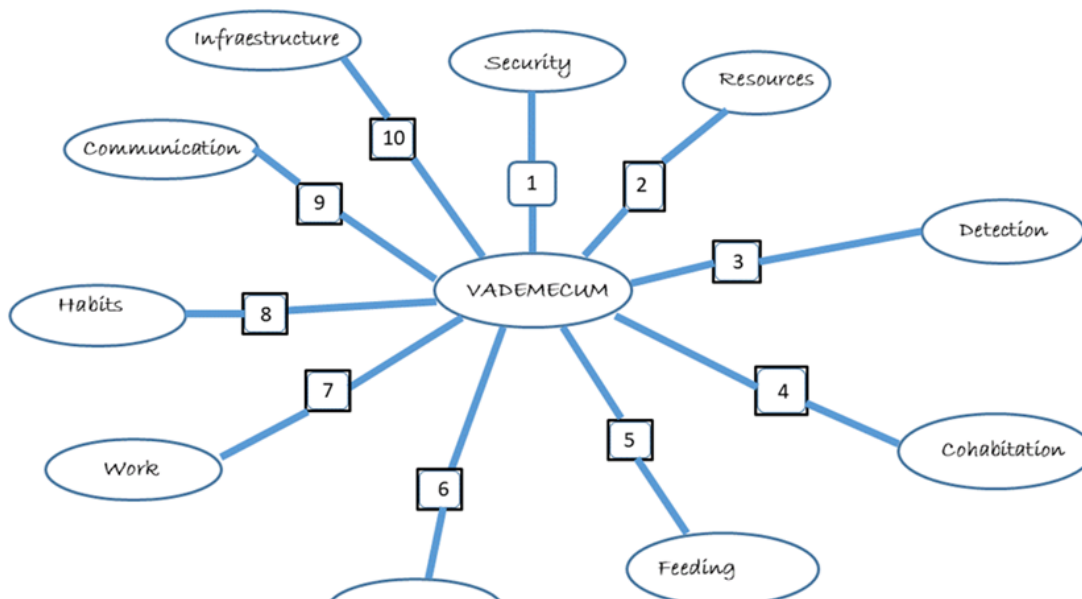 Infraestructure
Security
Resources
Communication
10
1
2
9
3
Detection
VADEMECUM
Habits
8
7
4
5
Cohabitation
Work
6
Feeding